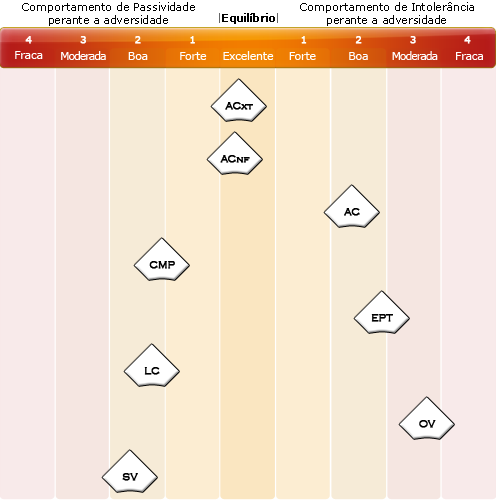 Comportamento de Passividade
perante a adversidade
|Equilíbrio|
Comportamento de Intolerância
perante a adversidade
4 3 2 1 1 2 3 4
Fraca Moderada Boa Forte Excelente Forte Boa Moderada Fraca
ACXT
ACNF
AC
CMP
EPT
LC
OV
SV